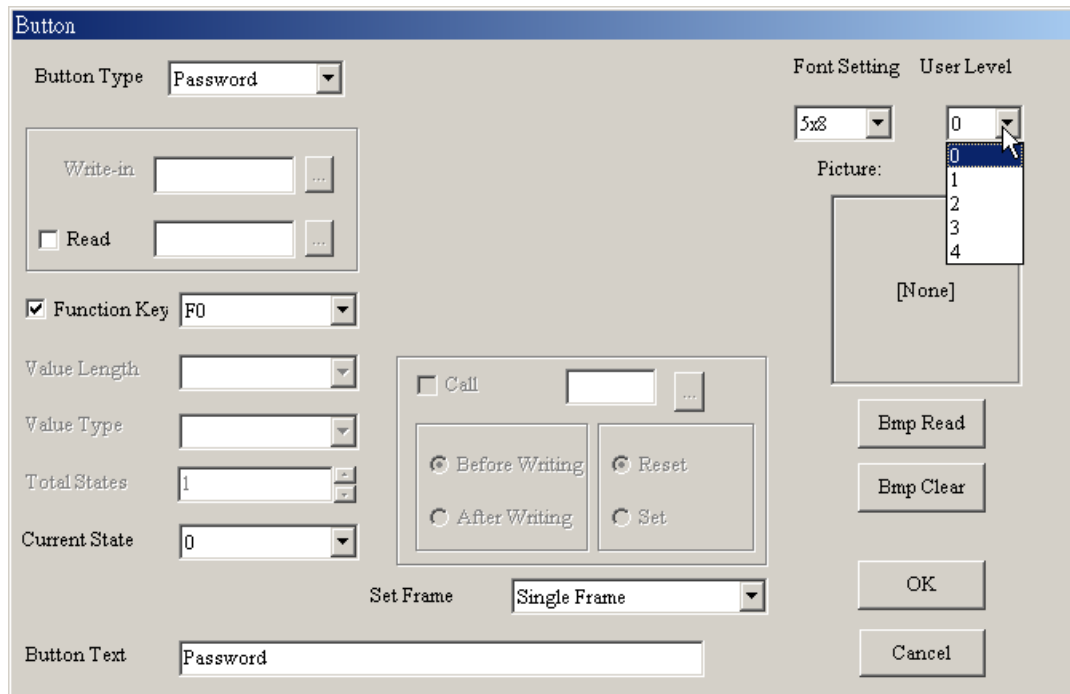 Button
Button Type Password Font Setting User Level
5x8 0
Write-in ... Picture: 0
1
2
Read ... 3
4
[None]
Function Key F0
Value Length
Call ...
Value Type Bmp Read
Before Writing Reset
Total States 1 Bmp Clear
After Writing Set
Current State 0
Set Frame Single Frame OK
Button Text Password Cancel